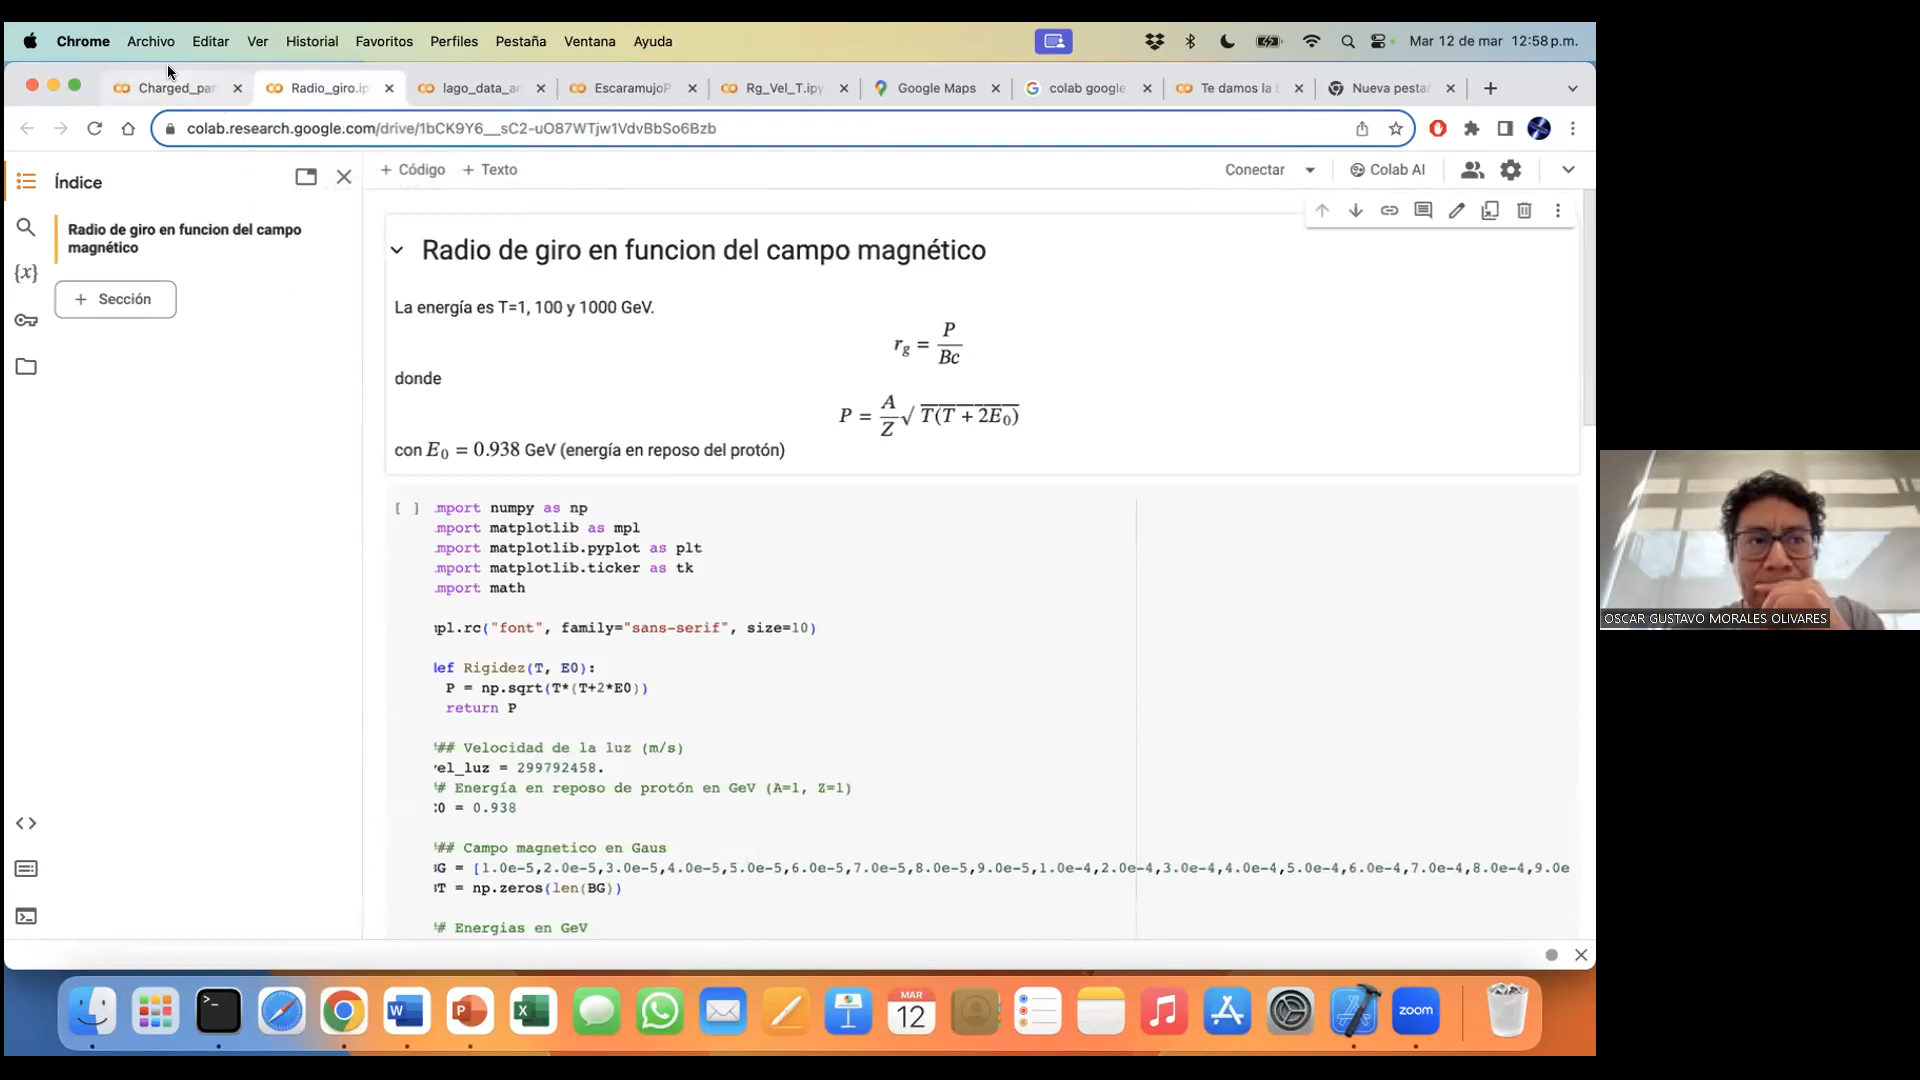 Chrome Archivo Editar Ver Historial Favoritos Perfiles Pestaña Ventana Ayuda Mar 12 de mar 12:58 p.m.
Charged_par Radio_giro.ip lago_data_an EscaramujoP Rg_Vel_T.ipy Google Maps colab google Te damos la Nueva pestañ
colab.research.google.com/drive/1bCK9Y6__sC2-uO87WTjw1VdvBbSo6Bzb
Índice
+ Código + Texto Conectar Colab AI
Radio de giro en funcion del campo
magnético
+ Sección
{x}
Radio de giro en funcion del campo magnético
La energía es T=1, 100 y 1000 GeV.
r_g = P / Bc
donde
P = A / Z √ T(T + 2E_0)
con E_0 = 0.938 GeV (energía en reposo del protón)
[ ] mport numpy as np
mport matplotlib as mpl
mport matplotlib.pyplot as plt
mport matplotlib.ticker as tk
mport math
pl.rc("font", family="sans-serif", size=10)
ef Rigidez(T, E0):
P = np.sqrt(T*(T+2*E0))
return P
## Velocidad de la luz (m/s)
el_luz = 299792458.
# Energía en reposo de protón en GeV (A=1, Z=1)
0 = 0.938
## Campo magnetico en Gaus
G = [1.0e-5,2.0e-5,3.0e-5,4.0e-5,5.0e-5,6.0e-5,7.0e-5,8.0e-5,9.0e-5,1.0e-4,2.0e-4,3.0e-4,4.0e-4,5.0e-4,6.0e-4,7.0e-4,8.0e-4,9.0e
T = np.zeros(len(BG))
# Energias en GeV
OSCAR GUSTAVO MORALES OLIVARES
MAR
12
zoom